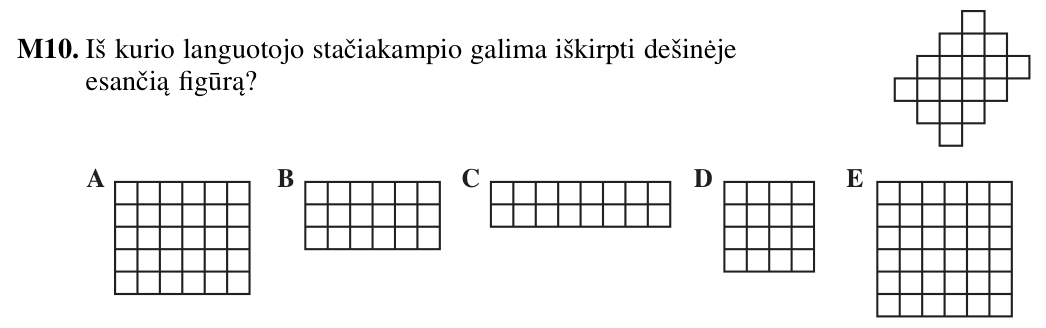 M10. Iš kurio languotojo stačiakampio galima iškirpti dešinėje
esančią figūrą?
A B C D E